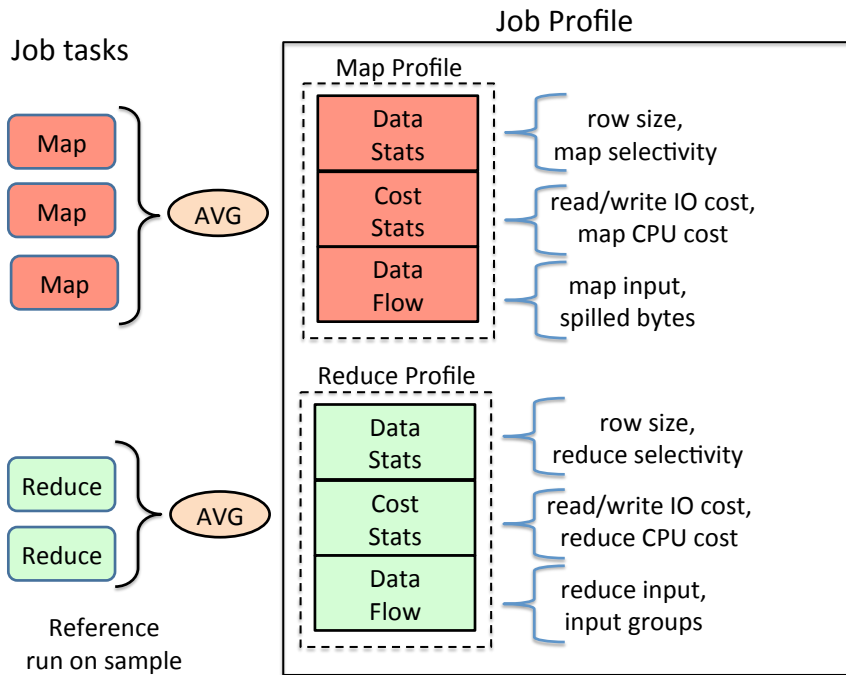 Job Profile
Job tasks
Map Profile
Map
Map
Map
AVG
Data
Stats
Cost
Stats
Data
Flow
row size,
map selectivity
read/write IO cost,
map CPU cost
map input,
spilled bytes
Reduce Profile
Reduce
Reduce
AVG
Data
Stats
Cost
Stats
Data
Flow
row size,
reduce selectivity
read/write IO cost,
reduce CPU cost
reduce input,
input groups
Reference
run on sample